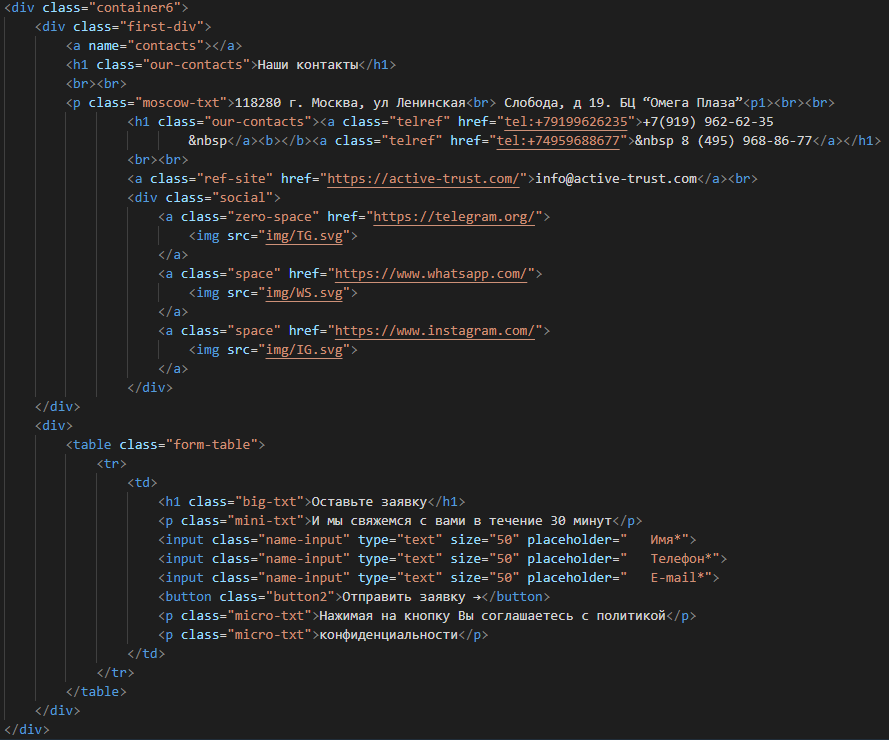 <div class="container6">
<div class="first-div">
<a name="contacts"></a>
<h1 class="our-contacts">Наши контакты</h1>
<br><br>
<p class="moscow-txt">118280 г. Москва, ул Ленинская<br> Слобода, д 19. БЦ “Омега Плаза”<p1><br><br>
<h1 class="our-contacts"><a class="telref" href="tel:+79199626235">+7(919) 962-62-35
&nbsp</a><b></b><a class="telref" href="tel:+74959688677">&nbsp 8 (495) 968-86-77</a></h1>
<br><br>
<a class="ref-site" href="https://active-trust.com/">info@active-trust.com</a><br>
<div class="social">
<a class="zero-space" href="https://telegram.org/">
<img src="img/TG.svg">
</a>
<a class="space" href="https://www.whatsapp.com/">
<img src="img/WS.svg">
</a>
<a class="space" href="https://www.instagram.com/">
<img src="img/IG.svg">
</a>
</div>
</div>
<div>
<table class="form-table">
<tr>
<td>
<h1 class="big-txt">Оставьте заявку</h1>
<p class="mini-txt">И мы свяжемся с вами в течение 30 минут</p>
<input class="name-input" type="text" size="50" placeholder="   Имя*">
<input class="name-input" type="text" size="50" placeholder="   Телефон*">
<input class="name-input" type="text" size="50" placeholder="   E-mail*">
<button class="button2">Отправить заявку →</button>
<p class="micro-txt">Нажимая на кнопку Вы соглашаетесь с политикой</p>
<p class="micro-txt">конфиденциальности</p>
</td>
</tr>
</table>
</div>
</div>